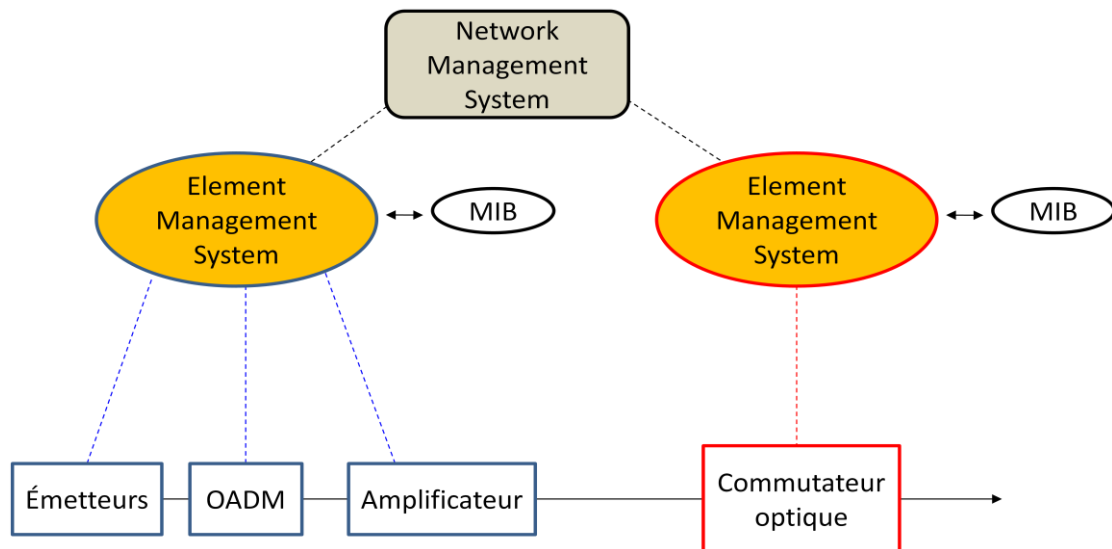 Network
Management
System
Element
Management
System
MIB
Element
Management
System
MIB
Émetteurs
OADM
Amplificateur
Commutateur
optique